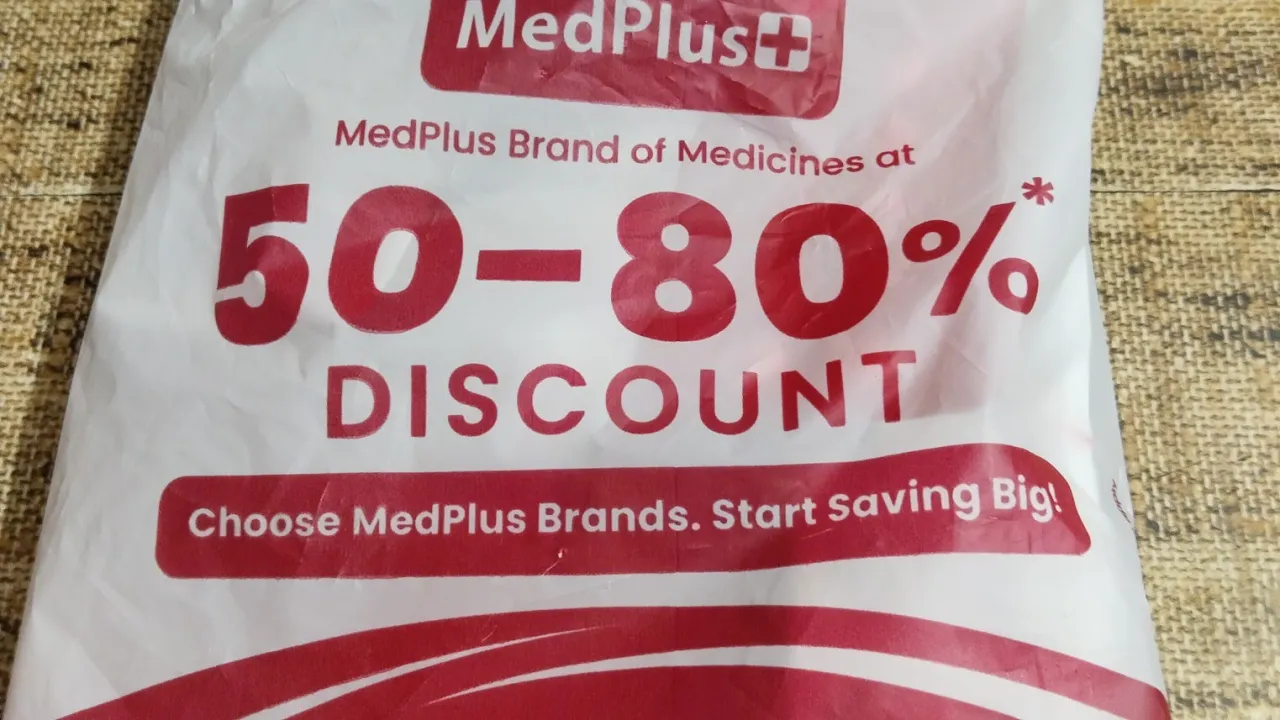 MedPlus
MedPlus Brand of Medicines at
50–80%*
DISCOUNT
Choose MedPlus Brands. Start Saving Big!